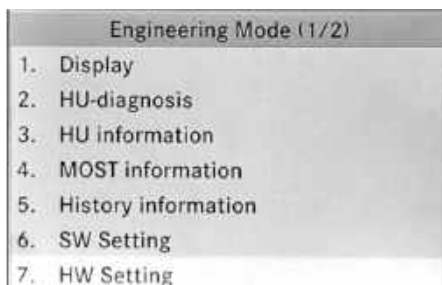 Engineering Mode (1/2)
1. Display
2. HU-diagnosis
3. HU information
4. MOST information
5. History information
6. SW Setting
7. HW Setting